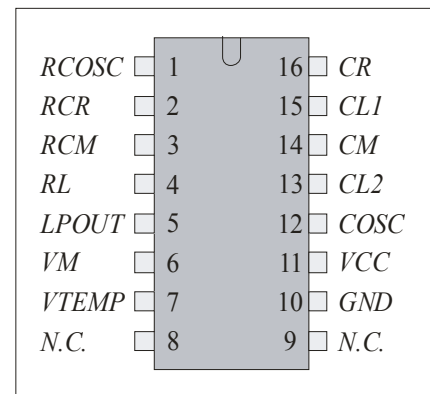 RCOSC 1 16 CR
RCR 2 15 CL1
RCM 3 14 CM
RL 4 13 CL2
LPOUT 5 12 COSC
VM 6 11 VCC
VTEMP 7 10 GND
N.C. 8 9 N.C.